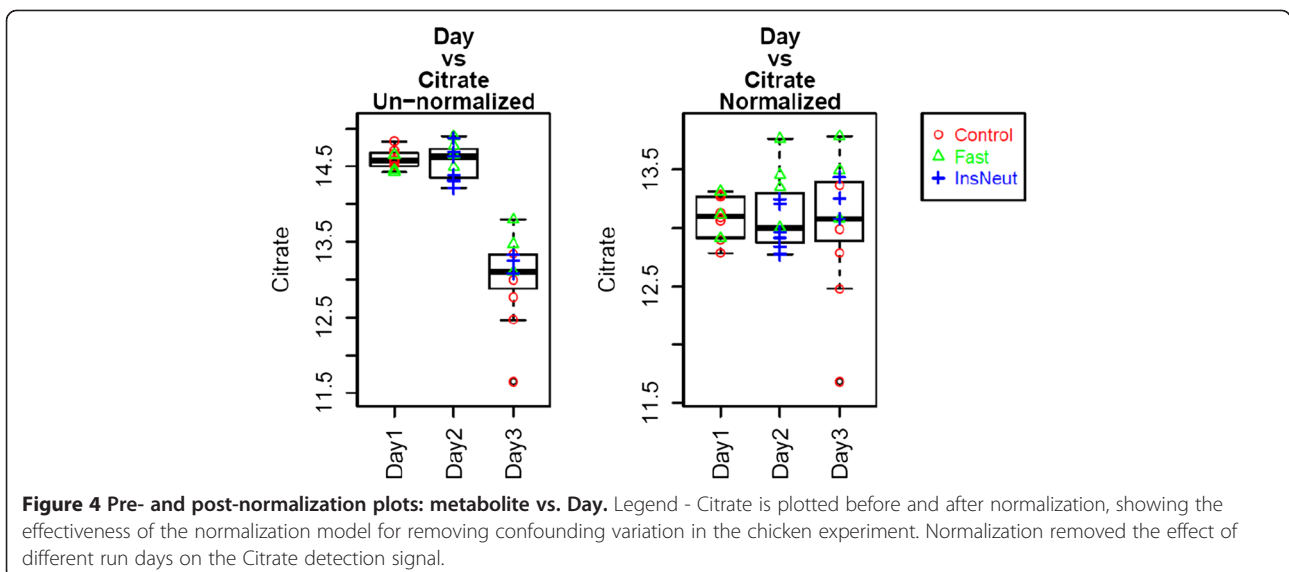 Day
vs
Citrate
Un-normalized
Citrate
14.5
13.5
12.5
11.5
Day1
Day2
Day3
Day
vs
Citrate
Normalized
Citrate
13.5
12.5
11.5
Day1
Day2
Day3
Control
Fast
InsNeut
Figure 4 Pre- and post-normalization plots: metabolite vs. Day. Legend - Citrate is plotted before and after normalization, showing the
effectiveness of the normalization model for removing confounding variation in the chicken experiment. Normalization removed the effect of
different run days on the Citrate detection signal.